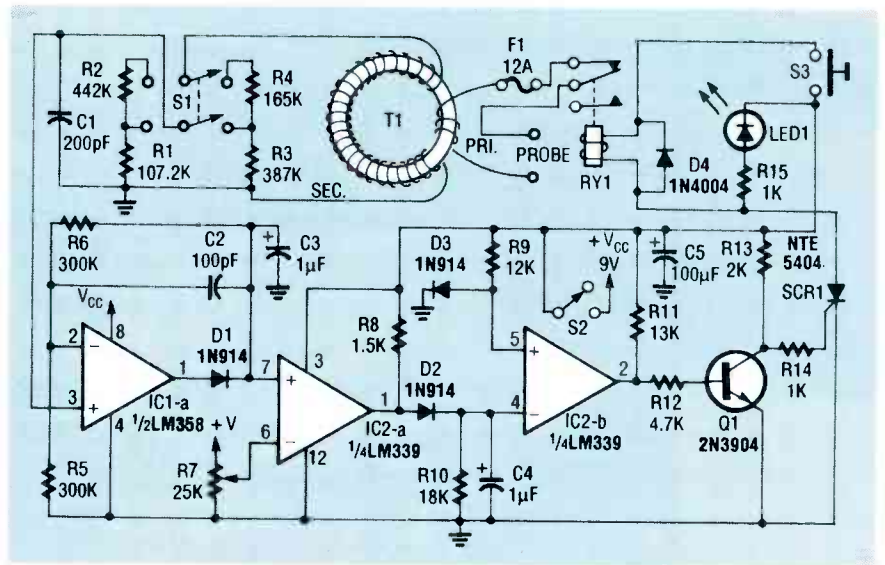 R2
442K
S1
R4
165K
C1
200pF
R1
107.2K
R3
387K
SEC.
T1
F1
12A
PRI.
PROBE
RY1
D4
1N4004
S3
LED1
R15
1K
R6
300K
C2
100pF
C3
1µF
D3
1N914
R9
12K
+VCC
9V
S2
C5
100µF
R13
2K
NTE
5404
SCR1
VCC
8
2
−
3
+
1
4
IC1-a
½LM358
D1
1N914
R8
1.5K
7
+
6
−
3
1
12
IC2-a
¼LM339
D2
1N914
5
+
4
−
2
IC2-b
¼LM339
R11
13K
R12
4.7K
R14
1K
Q1
2N3904
R5
300K
+V
R7
25K
R10
18K
+
C4
1µF
+
+